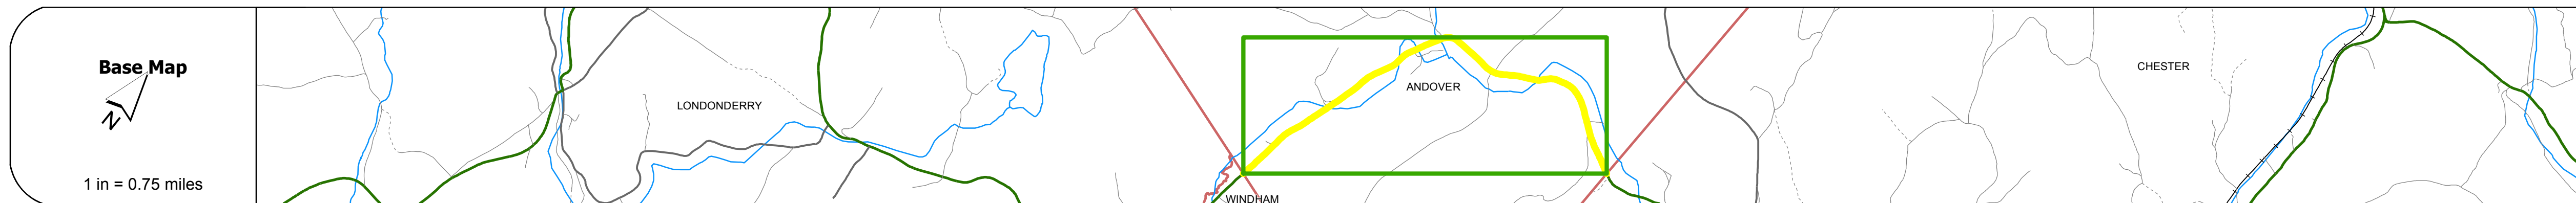 Base Map
N
1 in = 0.75 miles
LONDONDERRY
ANDOVER
WINDHAM
CHESTER